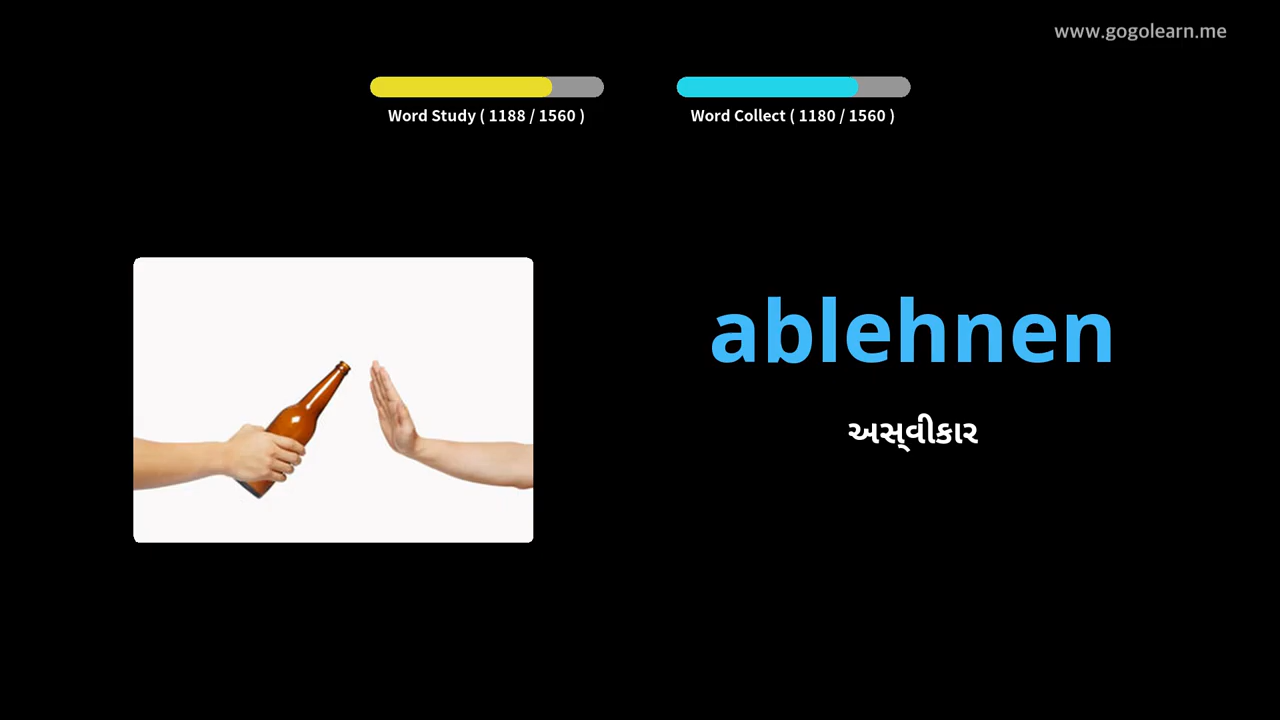 www.gogolearn.me
Word Study ( 1188 / 1560 )
Word Collect ( 1180 / 1560 )
ablehnen
અસ્વીકાર